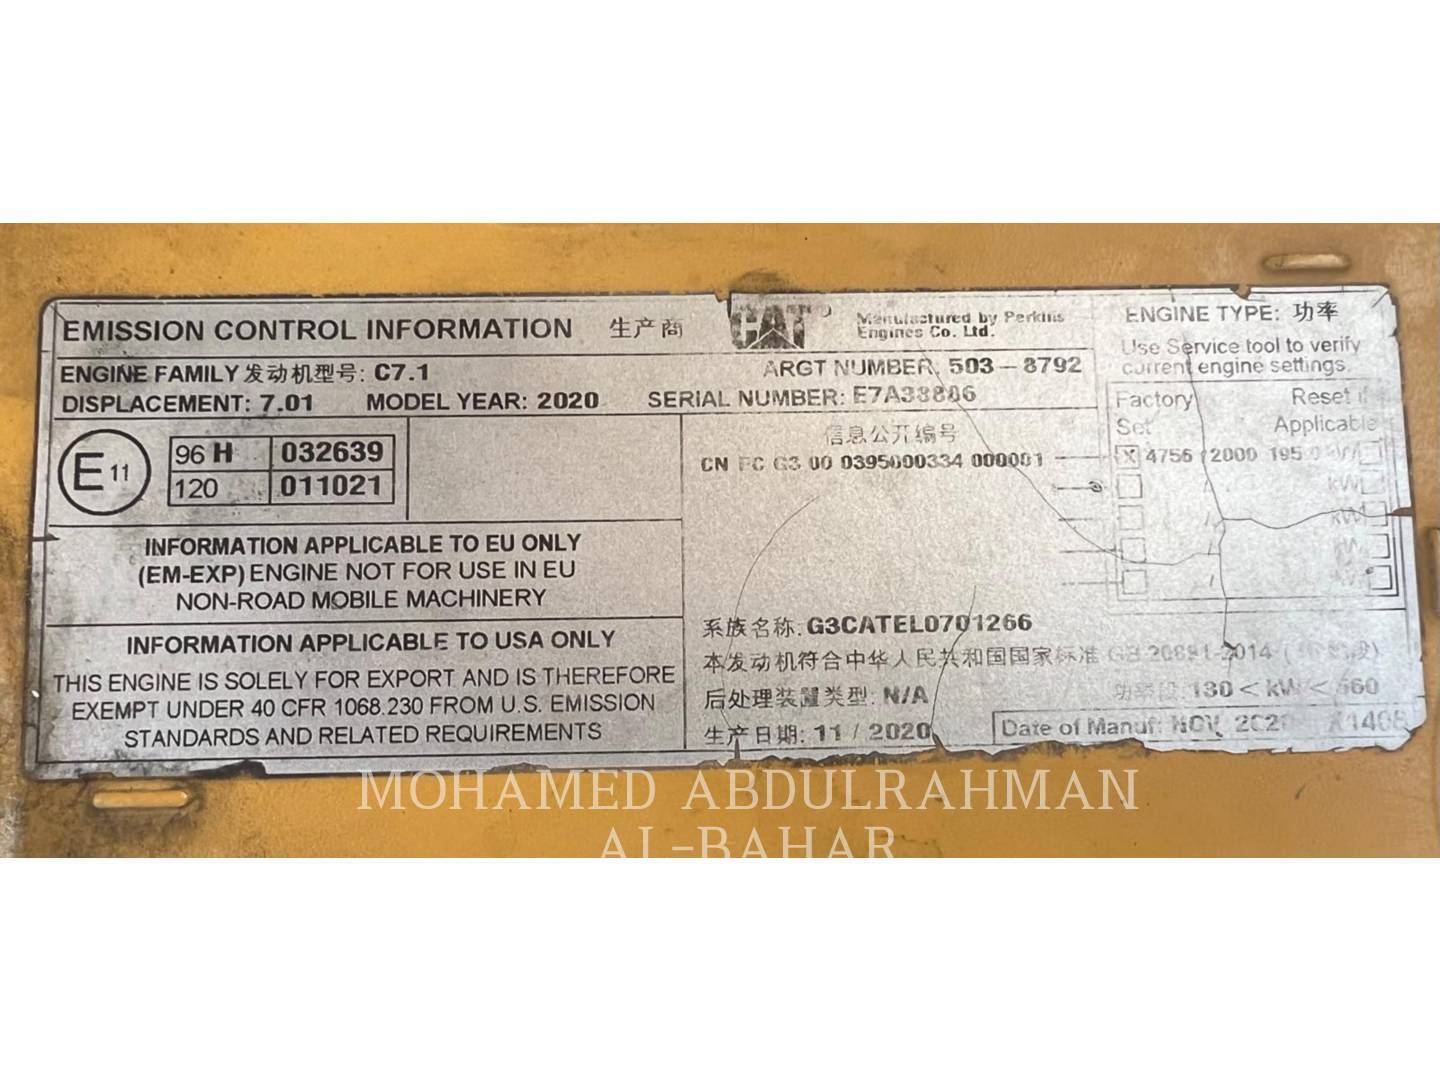 EMISSION CONTROL INFORMATION 生产商 CAT Manufactured by Perkins Engines Co. Ltd.
ENGINE FAMILY 发动机型号: C7.1 ARGT NUMBER, 503-8792
DISPLACEMENT: 7.01 MODEL YEAR: 2020 SERIAL NUMBER:
E11
96 H 032639
120 011021
INFORMATION APPLICABLE TO EU ONLY
(EM-EXP) ENGINE NOT FOR USE IN EU
NON-ROAD MOBILE MACHINERY
INFORMATION APPLICABLE TO USA ONLY
THIS ENGINE IS SOLELY FOR EXPORT AND IS THEREFORE
EXEMPT UNDER 40 CFR 1068.230 FROM U.S. EMISSION
STANDARDS AND RELATED REQUIREMENTS
信息公开编号
CN FC G3 00 0395000334 000001
系族名称: G3CATEL0701266
本发动机符合中华人民共和国国家标准 GB 20891-2014
后处理装置类型: N/A 功率段: 130 < kW < 560
生产日期: 11 / 2020 Date of Manuf: NOV,
ENGINE TYPE: 功率
Use Service tool to verify
current engine settings.
Factory Reset if
Set Applicable
X 4756 / 2000 195.0 kW
kW
kW
kW
kW
MOHAMED ABDULRAHMAN
AL-BAHAR